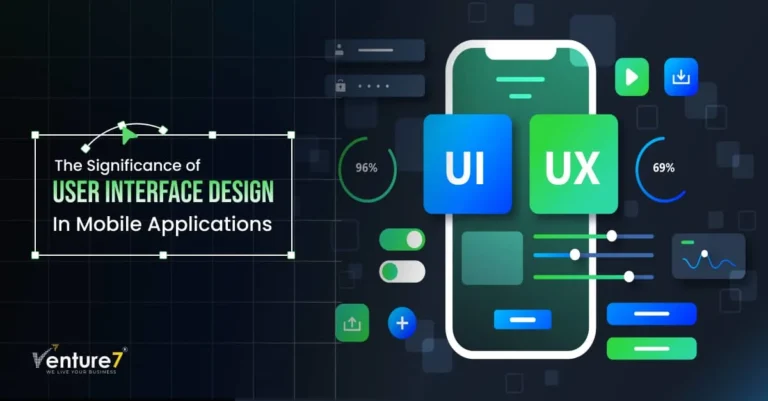 The Significance of
USER INTERFACE DESIGN
In Mobile Applications
96%
UI
UX
69%
Venture7®
WE LIVE YOUR BUSINESS